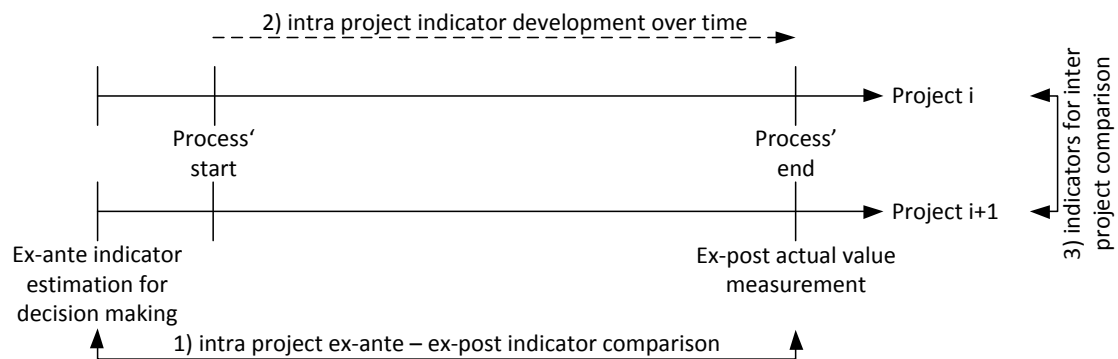 2) intra project indicator development over time
Project i
Process‘
start
Process’
end
Project i+1
Ex-ante indicator
estimation for
decision making
Ex-post actual value
measurement
1) intra project ex-ante – ex-post indicator comparison
3) indicators for inter
project comparison